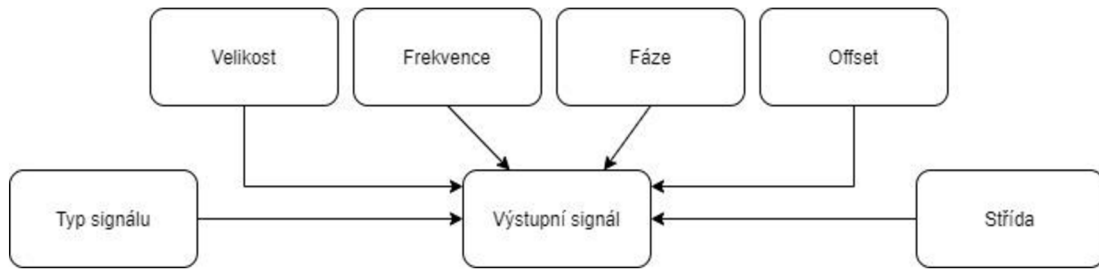 Velikost
Frekvence
Fáze
Offset
Typ signálu
Výstupní signál
Střída